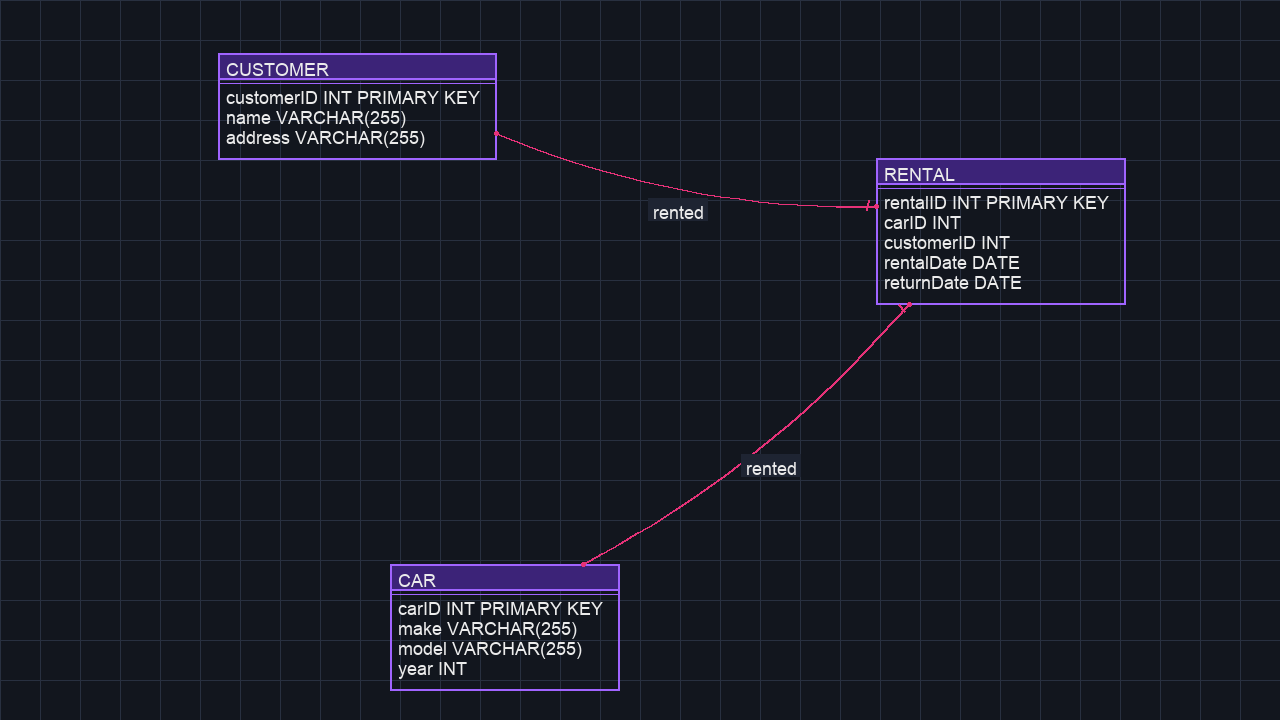 CUSTOMER
customerID INT PRIMARY KEY
name VARCHAR(255)
address VARCHAR(255)
rented
RENTAL
rentalID INT PRIMARY KEY
carID INT
customerID INT
rentalDate DATE
returnDate DATE
rented
CAR
carID INT PRIMARY KEY
make VARCHAR(255)
model VARCHAR(255)
year INT